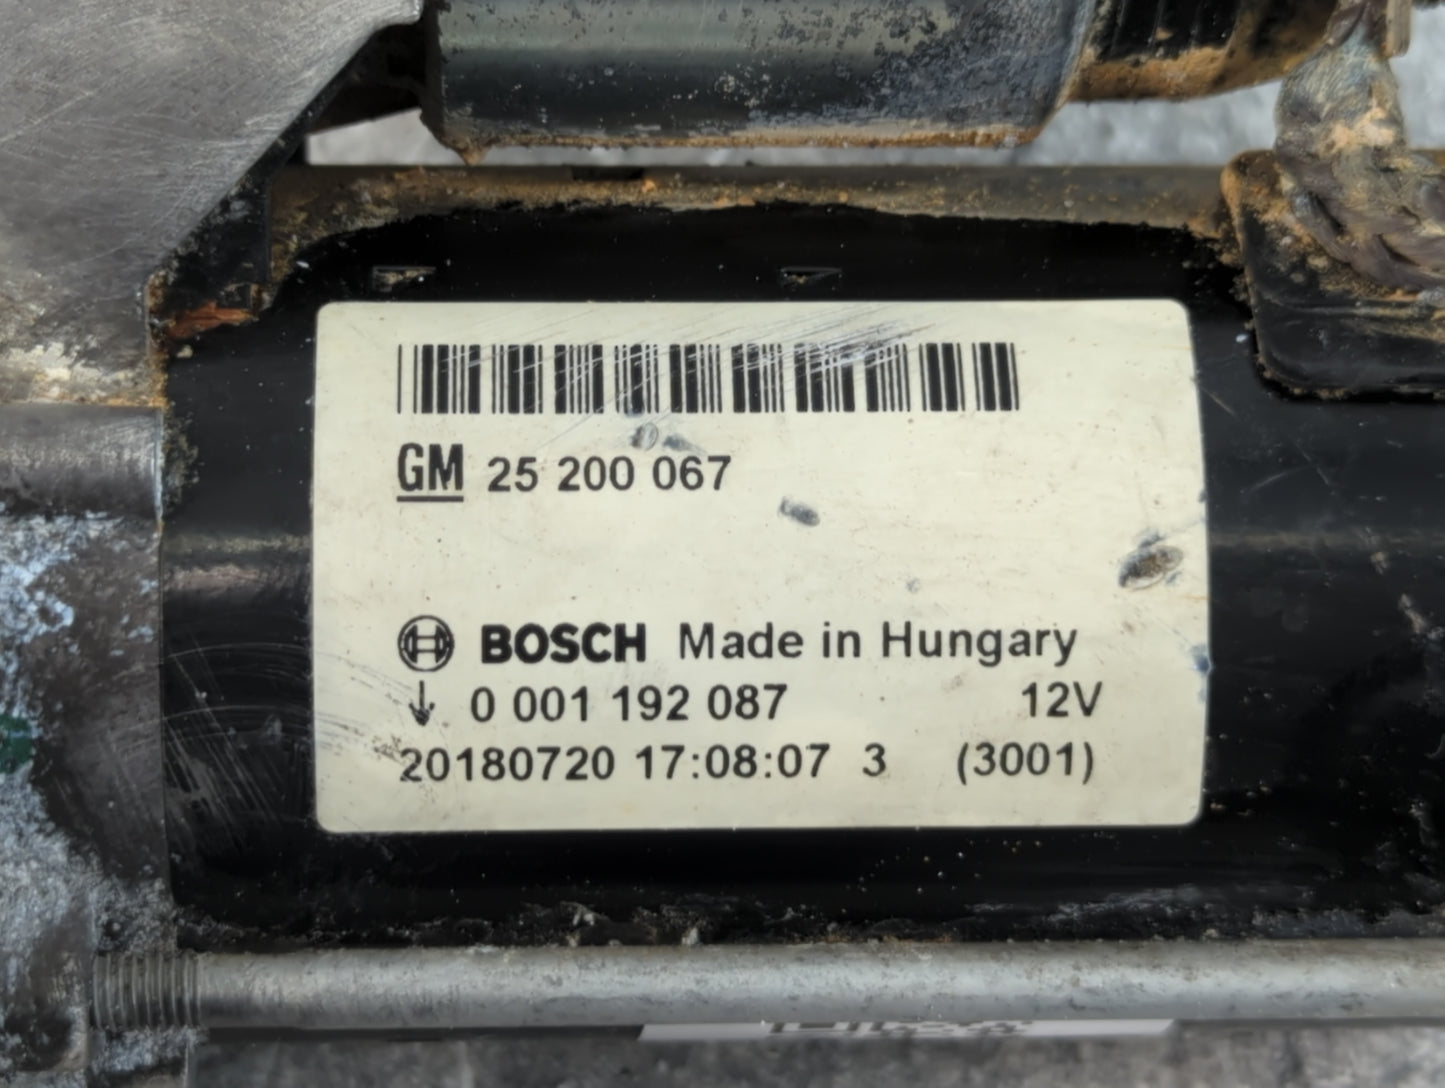 GM 25 200 067
BOSCH Made in Hungary
↓ 0 001 192 087 12V
20180720 17:08:07 3 (3001)